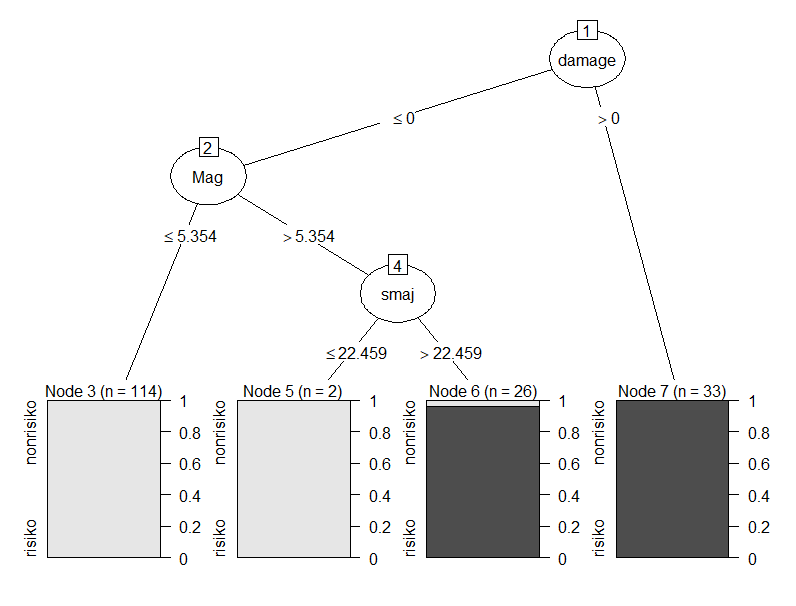 1
damage
≤ 0
> 0
2
Mag
≤ 5.354
> 5.354
4
smaj
≤ 22.459
> 22.459
Node 3 (n = 114)
nonrisiko
risiko
1
0.8
0.6
0.4
0.2
0
Node 5 (n = 2)
nonrisiko
risiko
1
0.8
0.6
0.4
0.2
0
Node 6 (n = 26)
nonrisiko
risiko
1
0.8
0.6
0.4
0.2
0
Node 7 (n = 33)
nonrisiko
risiko
1
0.8
0.6
0.4
0.2
0